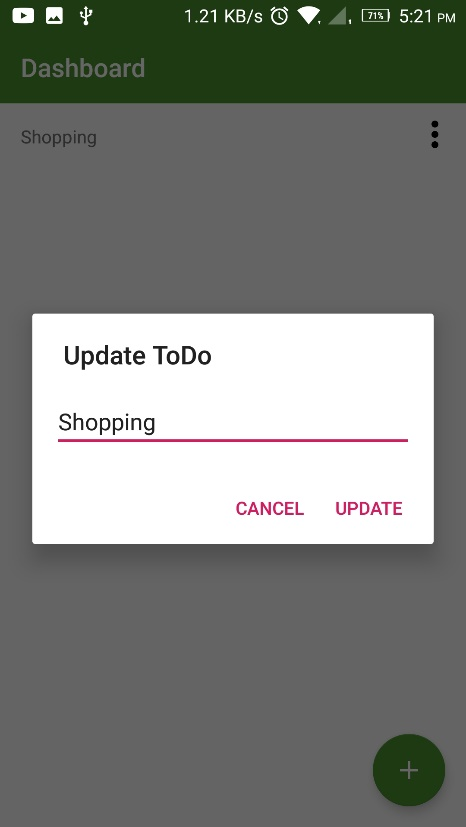 1.21 KB/s 71% 5:21 PM
Dashboard
Shopping
Update ToDo
Shopping
CANCEL UPDATE